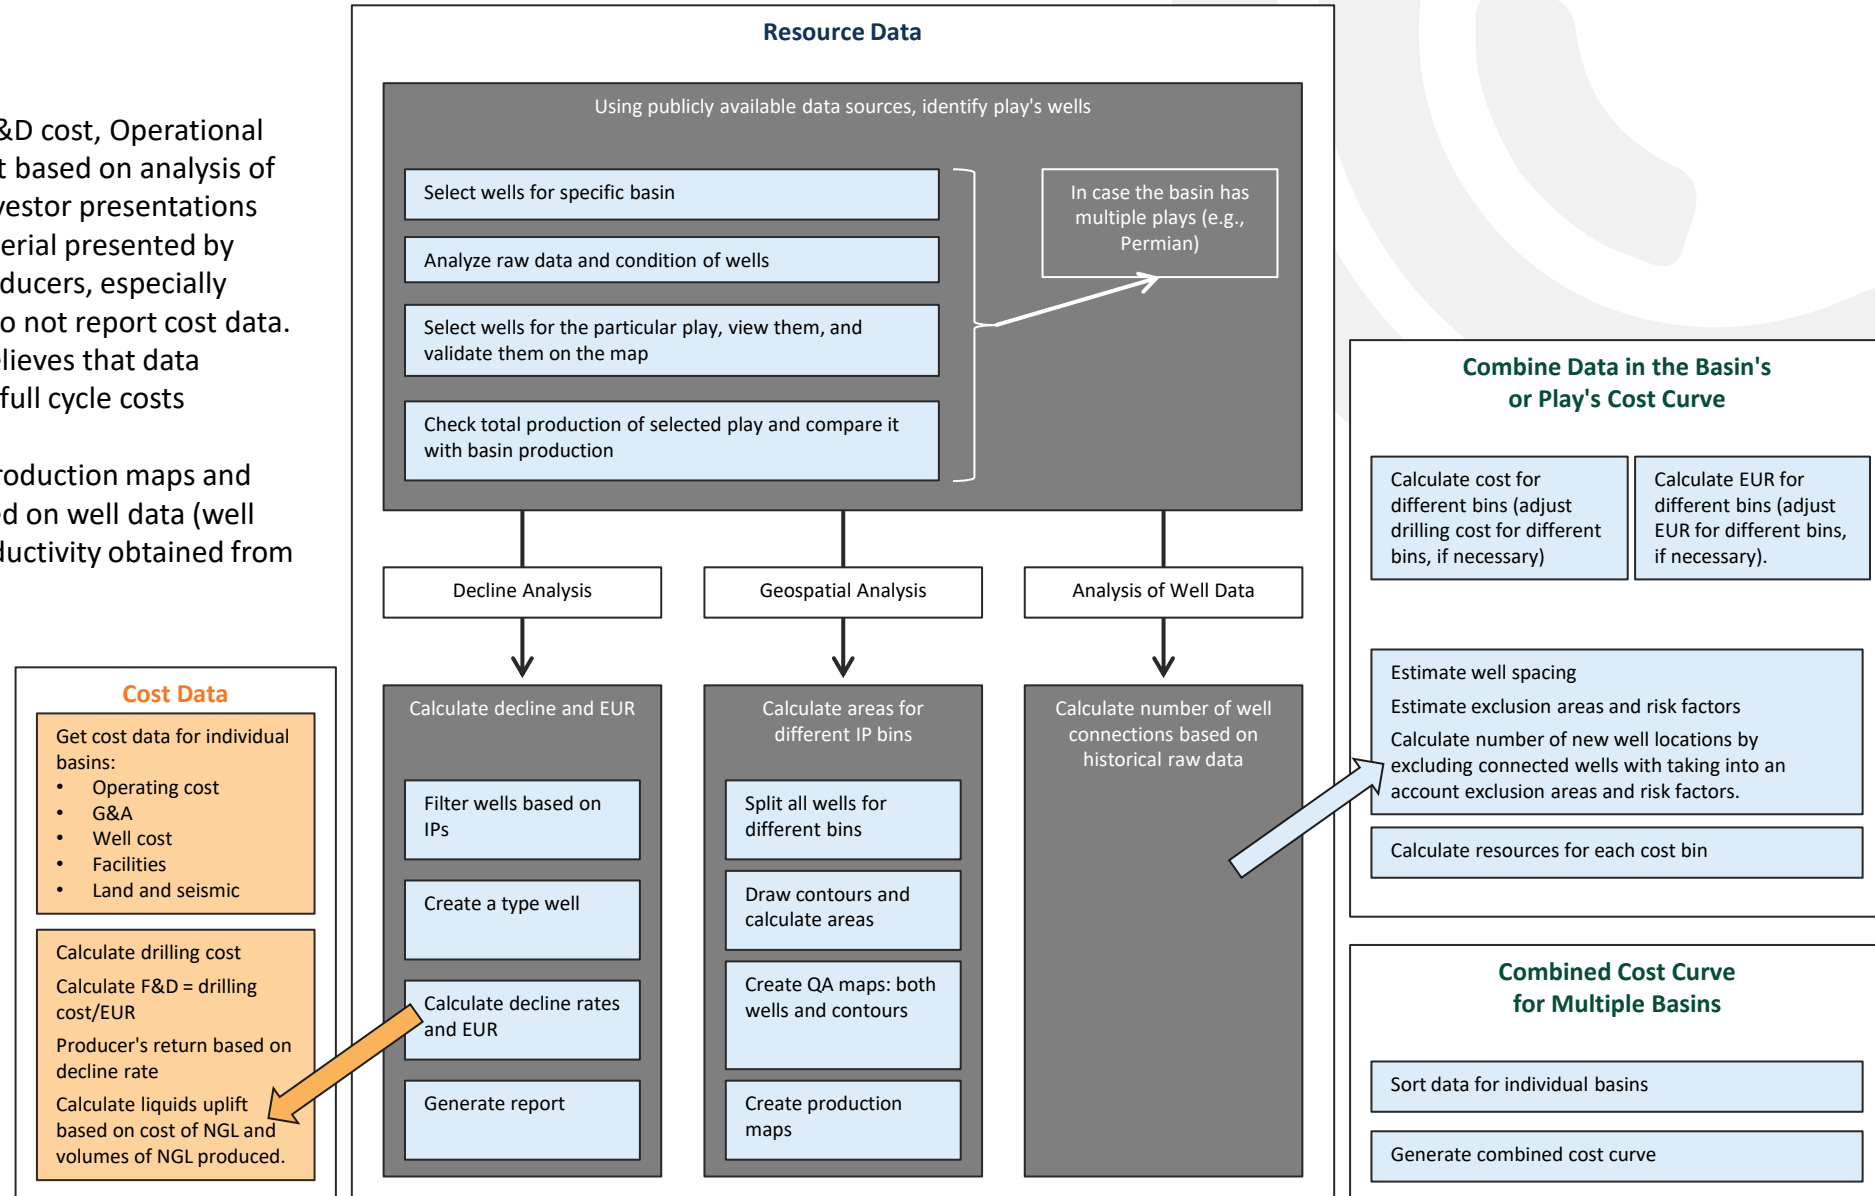 &D cost, Operational
t based on analysis of
vestor presentations
erial presented by
ducers, especially
o not report cost data.
elieves that data
full cycle costs
roduction maps and
ed on well data (well
ductivity obtained from
Cost Data
Get cost data for individual
basins:
• Operating cost
• G&A
• Well cost
• Facilities
• Land and seismic
Calculate drilling cost
Calculate F&D = drilling
cost/EUR
Producer's return based on
decline rate
Calculate liquids uplift
based on cost of NGL and
volumes of NGL produced.
Resource Data
Using publicly available data sources, identify play's wells
Select wells for specific basin
Analyze raw data and condition of wells
Select wells for the particular play, view them, and
validate them on the map
Check total production of selected play and compare it
with basin production
In case the basin has
multiple plays (e.g.,
Permian)
Decline Analysis
Geospatial Analysis
Analysis of Well Data
Calculate decline and EUR
Filter wells based on
IPs
Create a type well
Calculate decline rates
and EUR
Generate report
Calculate areas for
different IP bins
Split all wells for
different bins
Draw contours and
calculate areas
Create QA maps: both
wells and contours
Create production
maps
Calculate number of well
connections based on
historical raw data
Combine Data in the Basin's
or Play's Cost Curve
Calculate cost for
different bins (adjust
drilling cost for different
bins, if necessary)
Calculate EUR for
different bins (adjust
EUR for different bins,
if necessary).
Estimate well spacing
Estimate exclusion areas and risk factors
Calculate number of new well locations by
excluding connected wells with taking into an
account exclusion areas and risk factors.
Calculate resources for each cost bin
Combined Cost Curve
for Multiple Basins
Sort data for individual basins
Generate combined cost curve